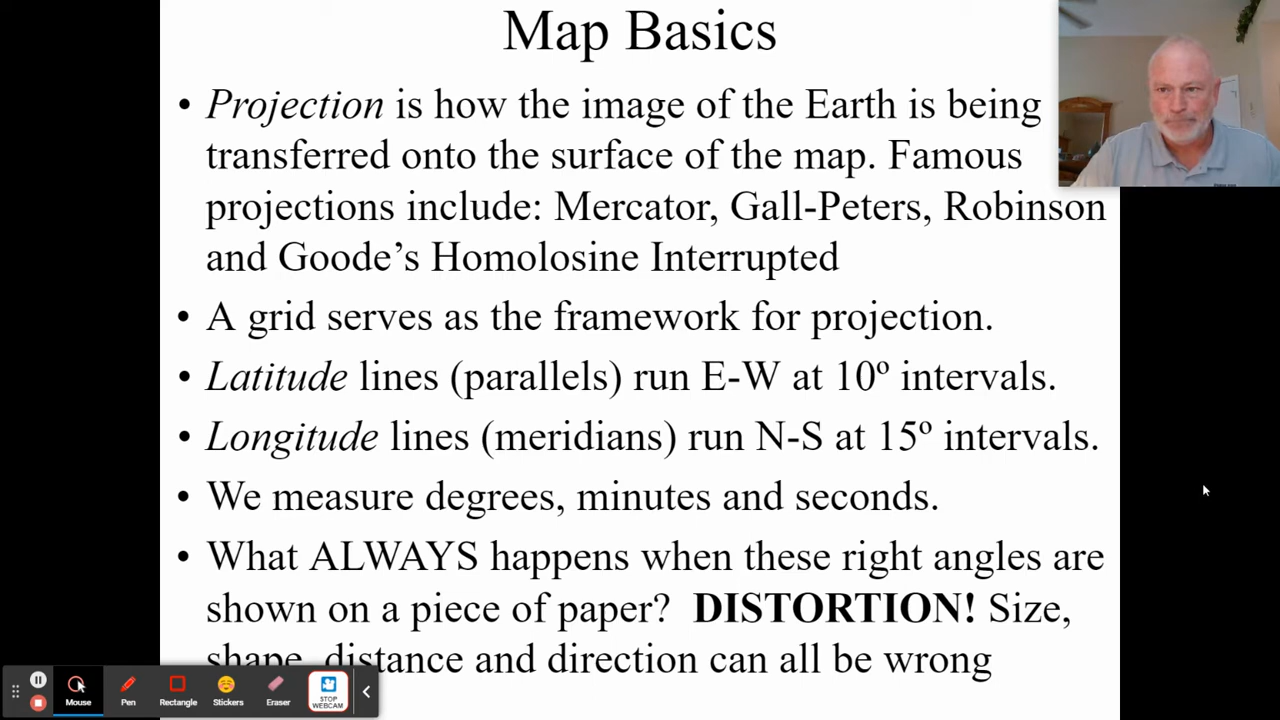 Map Basics
• Projection is how the image of the Earth is being
transferred onto the surface of the map. Famous
projections include: Mercator, Gall-Peters, Robinson
and Goode’s Homolosine Interrupted
• A grid serves as the framework for projection.
• Latitude lines (parallels) run E-W at 10º intervals.
• Longitude lines (meridians) run N-S at 15º intervals.
• We measure degrees, minutes and seconds.
• What ALWAYS happens when these right angles are
shown on a piece of paper? DISTORTION! Size,
shape, distance and direction can all be wrong
Mouse
Pen
Rectangle
Stickers
Eraser
STOP
WEBCAM